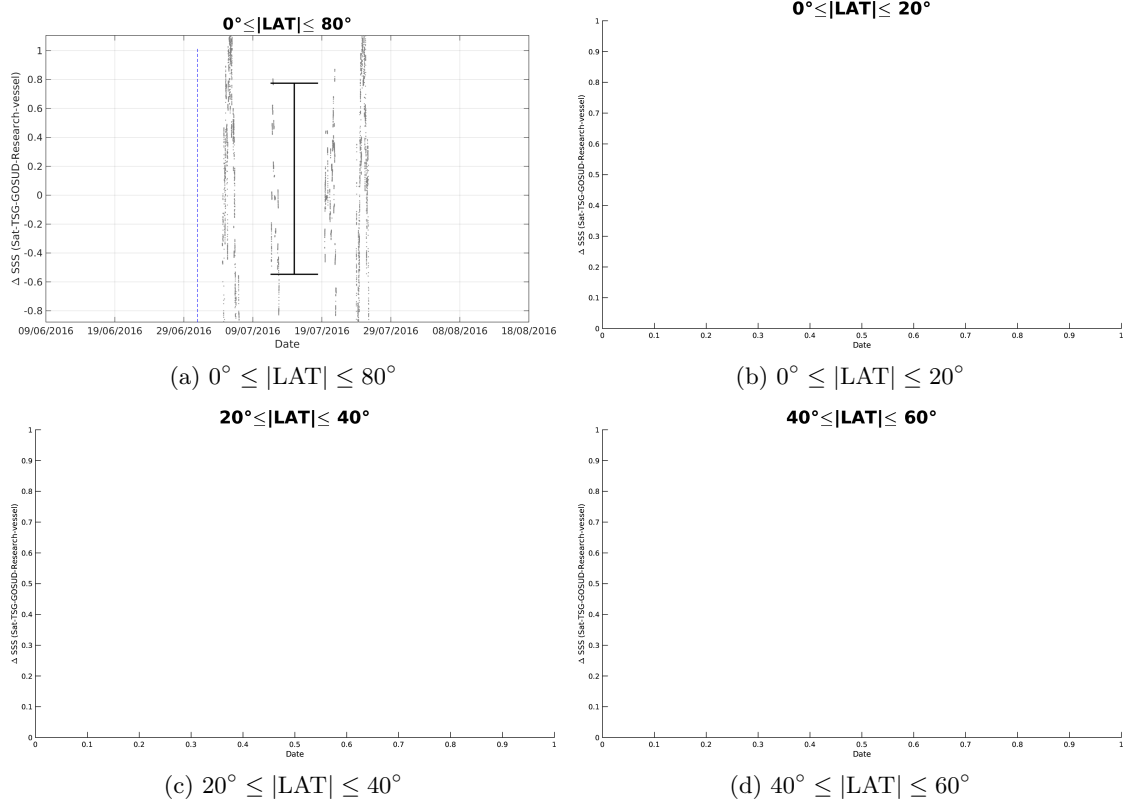 0°≤|LAT|≤ 80°
Δ SSS (Sat-TSG-GOSUD-Research-vessel)
1
0.8
0.6
0.4
0.2
0
-0.2
-0.4
-0.6
-0.8
09/06/2016 19/06/2016 29/06/2016 09/07/2016 19/07/2016 29/07/2016 08/08/2016 18/08/2016
Date
(a) 0° ≤ |LAT| ≤ 80°
0°≤|LAT|≤ 20°
Δ SSS (Sat-TSG-GOSUD-Research-vessel)
1
0.9
0.8
0.7
0.6
0.5
0.4
0.3
0.2
0.1
0
0 0.1 0.2 0.3 0.4 0.5 0.6 0.7 0.8 0.9 1
Date
(b) 0° ≤ |LAT| ≤ 20°
20°≤|LAT|≤ 40°
Δ SSS (Sat-TSG-GOSUD-Research-vessel)
1
0.9
0.8
0.7
0.6
0.5
0.4
0.3
0.2
0.1
0
0 0.1 0.2 0.3 0.4 0.5 0.6 0.7 0.8 0.9 1
Date
(c) 20° ≤ |LAT| ≤ 40°
40°≤|LAT|≤ 60°
Δ SSS (Sat-TSG-GOSUD-Research-vessel)
1
0.9
0.8
0.7
0.6
0.5
0.4
0.3
0.2
0.1
0
0 0.1 0.2 0.3 0.4 0.5 0.6 0.7 0.8 0.9 1
Date
(d) 40° ≤ |LAT| ≤ 60°